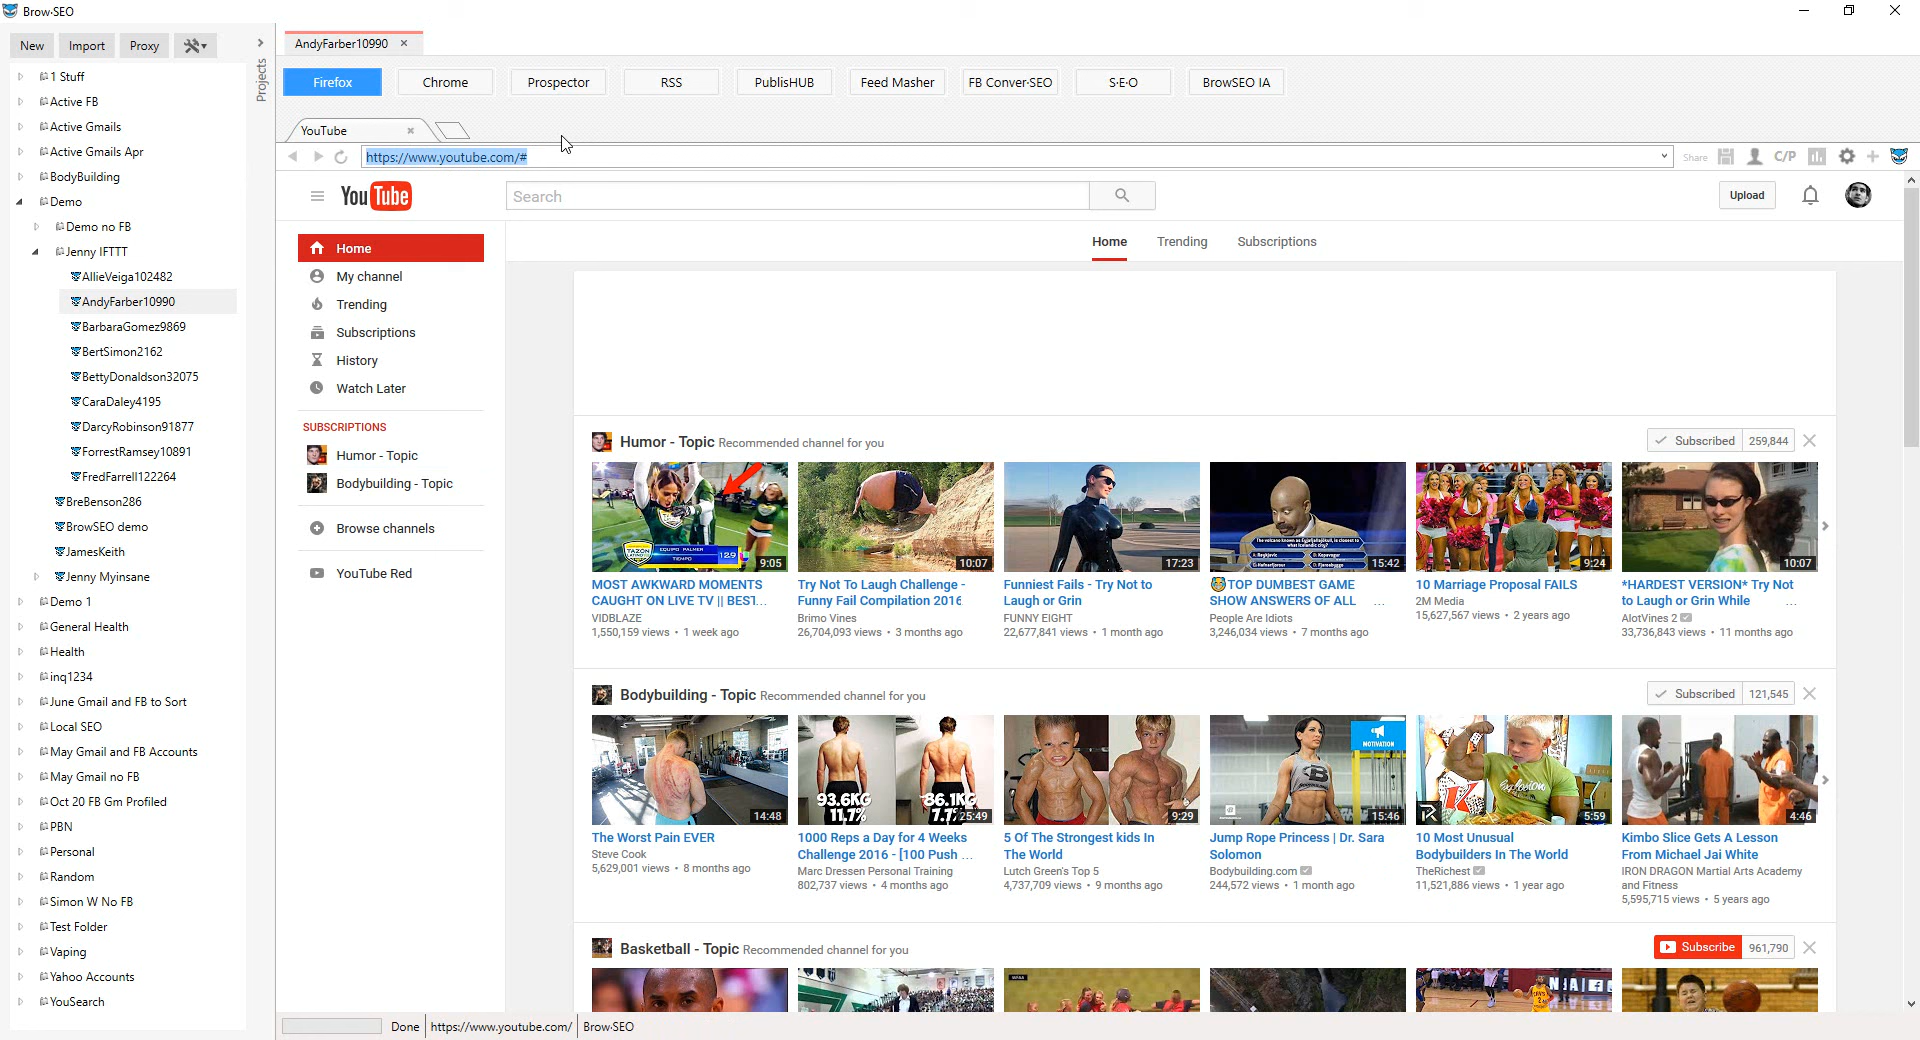 Brow·SEO
New Import Proxy
Projects
1 Stuff
Active FB
Active Gmails
Active Gmails Apr
BodyBuilding
Demo
Demo no FB
Jenny IFTTT
AllieVeiga102482
AndyFarber10990
BarbaraGomez9869
BertSimon2162
BettyDonaldson32075
CaraDaley4195
DarcyRobinson91877
ForrestRamsey10891
FredFarrell122264
BreBenson286
BrowSEO demo
JamesKeith
Jenny Myinsane
Demo 1
General Health
Health
inq1234
June Gmail and FB to Sort
Local SEO
May Gmail and FB Accounts
May Gmail no FB
Oct 20 FB Gm Profiled
PBN
Personal
Random
Simon W No FB
Test Folder
Vaping
Yahoo Accounts
YouSearch
AndyFarber10990
Firefox Chrome Prospector RSS PublisHUB Feed Masher FB Conver·SEO S·E·O BrowSEO IA
YouTube
https://www.youtube.com/#
Share C/P
YouTube
Search
Upload
Home
My channel
Trending
Subscriptions
History
Watch Later
SUBSCRIPTIONS
Humor - Topic
Bodybuilding - Topic
Browse channels
YouTube Red
Home Trending Subscriptions
Humor - Topic Recommended channel for you
Subscribed 259,844
TAZON
EQUIPO PALMER
TIEMPO
12.9
9:05
MOST AWKWARD MOMENTS
CAUGHT ON LIVE TV || BEST...
VIDBLAZE
1,550,159 views • 1 week ago
10:07
Try Not To Laugh Challenge -
Funny Fail Compilation 2016
Brimo Vines
26,704,093 views • 3 months ago
17:23
Funniest Fails - Try Not to
Laugh or Grin
FUNNY EIGHT
22,677,841 views • 1 month ago
15:42
TOP DUMBEST GAME
SHOW ANSWERS OF ALL ...
People Are Idiots
3,246,034 views • 7 months ago
9:24
10 Marriage Proposal FAILS
2M Media
15,627,567 views • 2 years ago
10:07
*HARDEST VERSION* Try Not
to Laugh or Grin While ...
AlotVines 2
33,736,843 views • 11 months ago
Bodybuilding - Topic Recommended channel for you
Subscribed 121,545
14:48
The Worst Pain EVER
Steve Cook
5,629,001 views • 8 months ago
93.6KG
11.7%
86.1KG
25:49
1000 Reps a Day for 4 Weeks
Challenge 2016 - [100 Push ...
Marc Dressen Personal Training
802,737 views • 4 months ago
9:29
5 Of The Strongest kids In
The World
Lutch Green's Top 5
4,737,709 views • 9 months ago
MOTIVATION
15:46
Jump Rope Princess | Dr. Sara
Solomon
Bodybuilding.com
244,572 views • 1 month ago
5:59
10 Most Unusual
Bodybuilders In The World
TheRichest
11,521,886 views • 1 year ago
4:46
Kimbo Slice Gets A Lesson
From Michael Jai White
IRON DRAGON Martial Arts Academy
and Fitness
5,595,715 views • 5 years ago
Basketball - Topic Recommended channel for you
Subscribe 961,790
Done https://www.youtube.com/ Brow·SEO